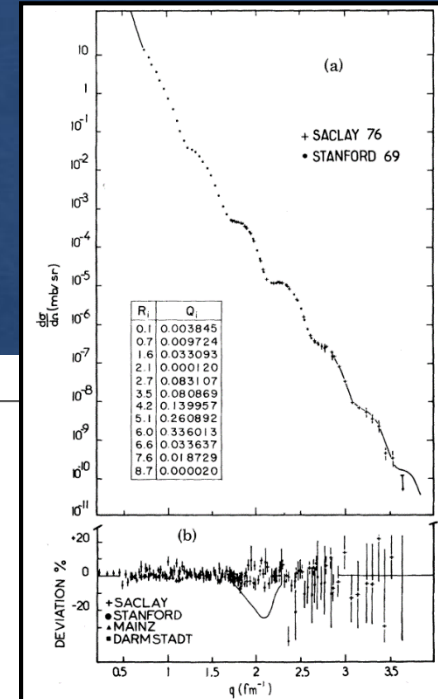 (a)
+ SACLAY 76
• STANFORD 69
10
1
10⁻¹
10⁻²
10⁻³
10⁻⁴
10⁻⁵
10⁻⁶
10⁻⁷
10⁻⁸
10⁻⁹
10⁻¹⁰
10⁻¹¹
dσ/dΩ (mb/sr)
Rᵢ Qᵢ
0.1 0.003845
0.7 0.009724
1.6 0.033093
2.1 0.000120
2.7 0.083107
3.5 0.080869
4.2 0.139957
5.1 0.260892
6.0 0.336013
6.6 0.033637
7.6 0.018729
8.7 0.000020
(b)
+20
0
-20
DEVIATION %
+ SACLAY
● STANFORD
▲ MAINZ
■ DARMSTADT
0.5 1 1.5 2 2.5 3 3.5
q (fm⁻¹)